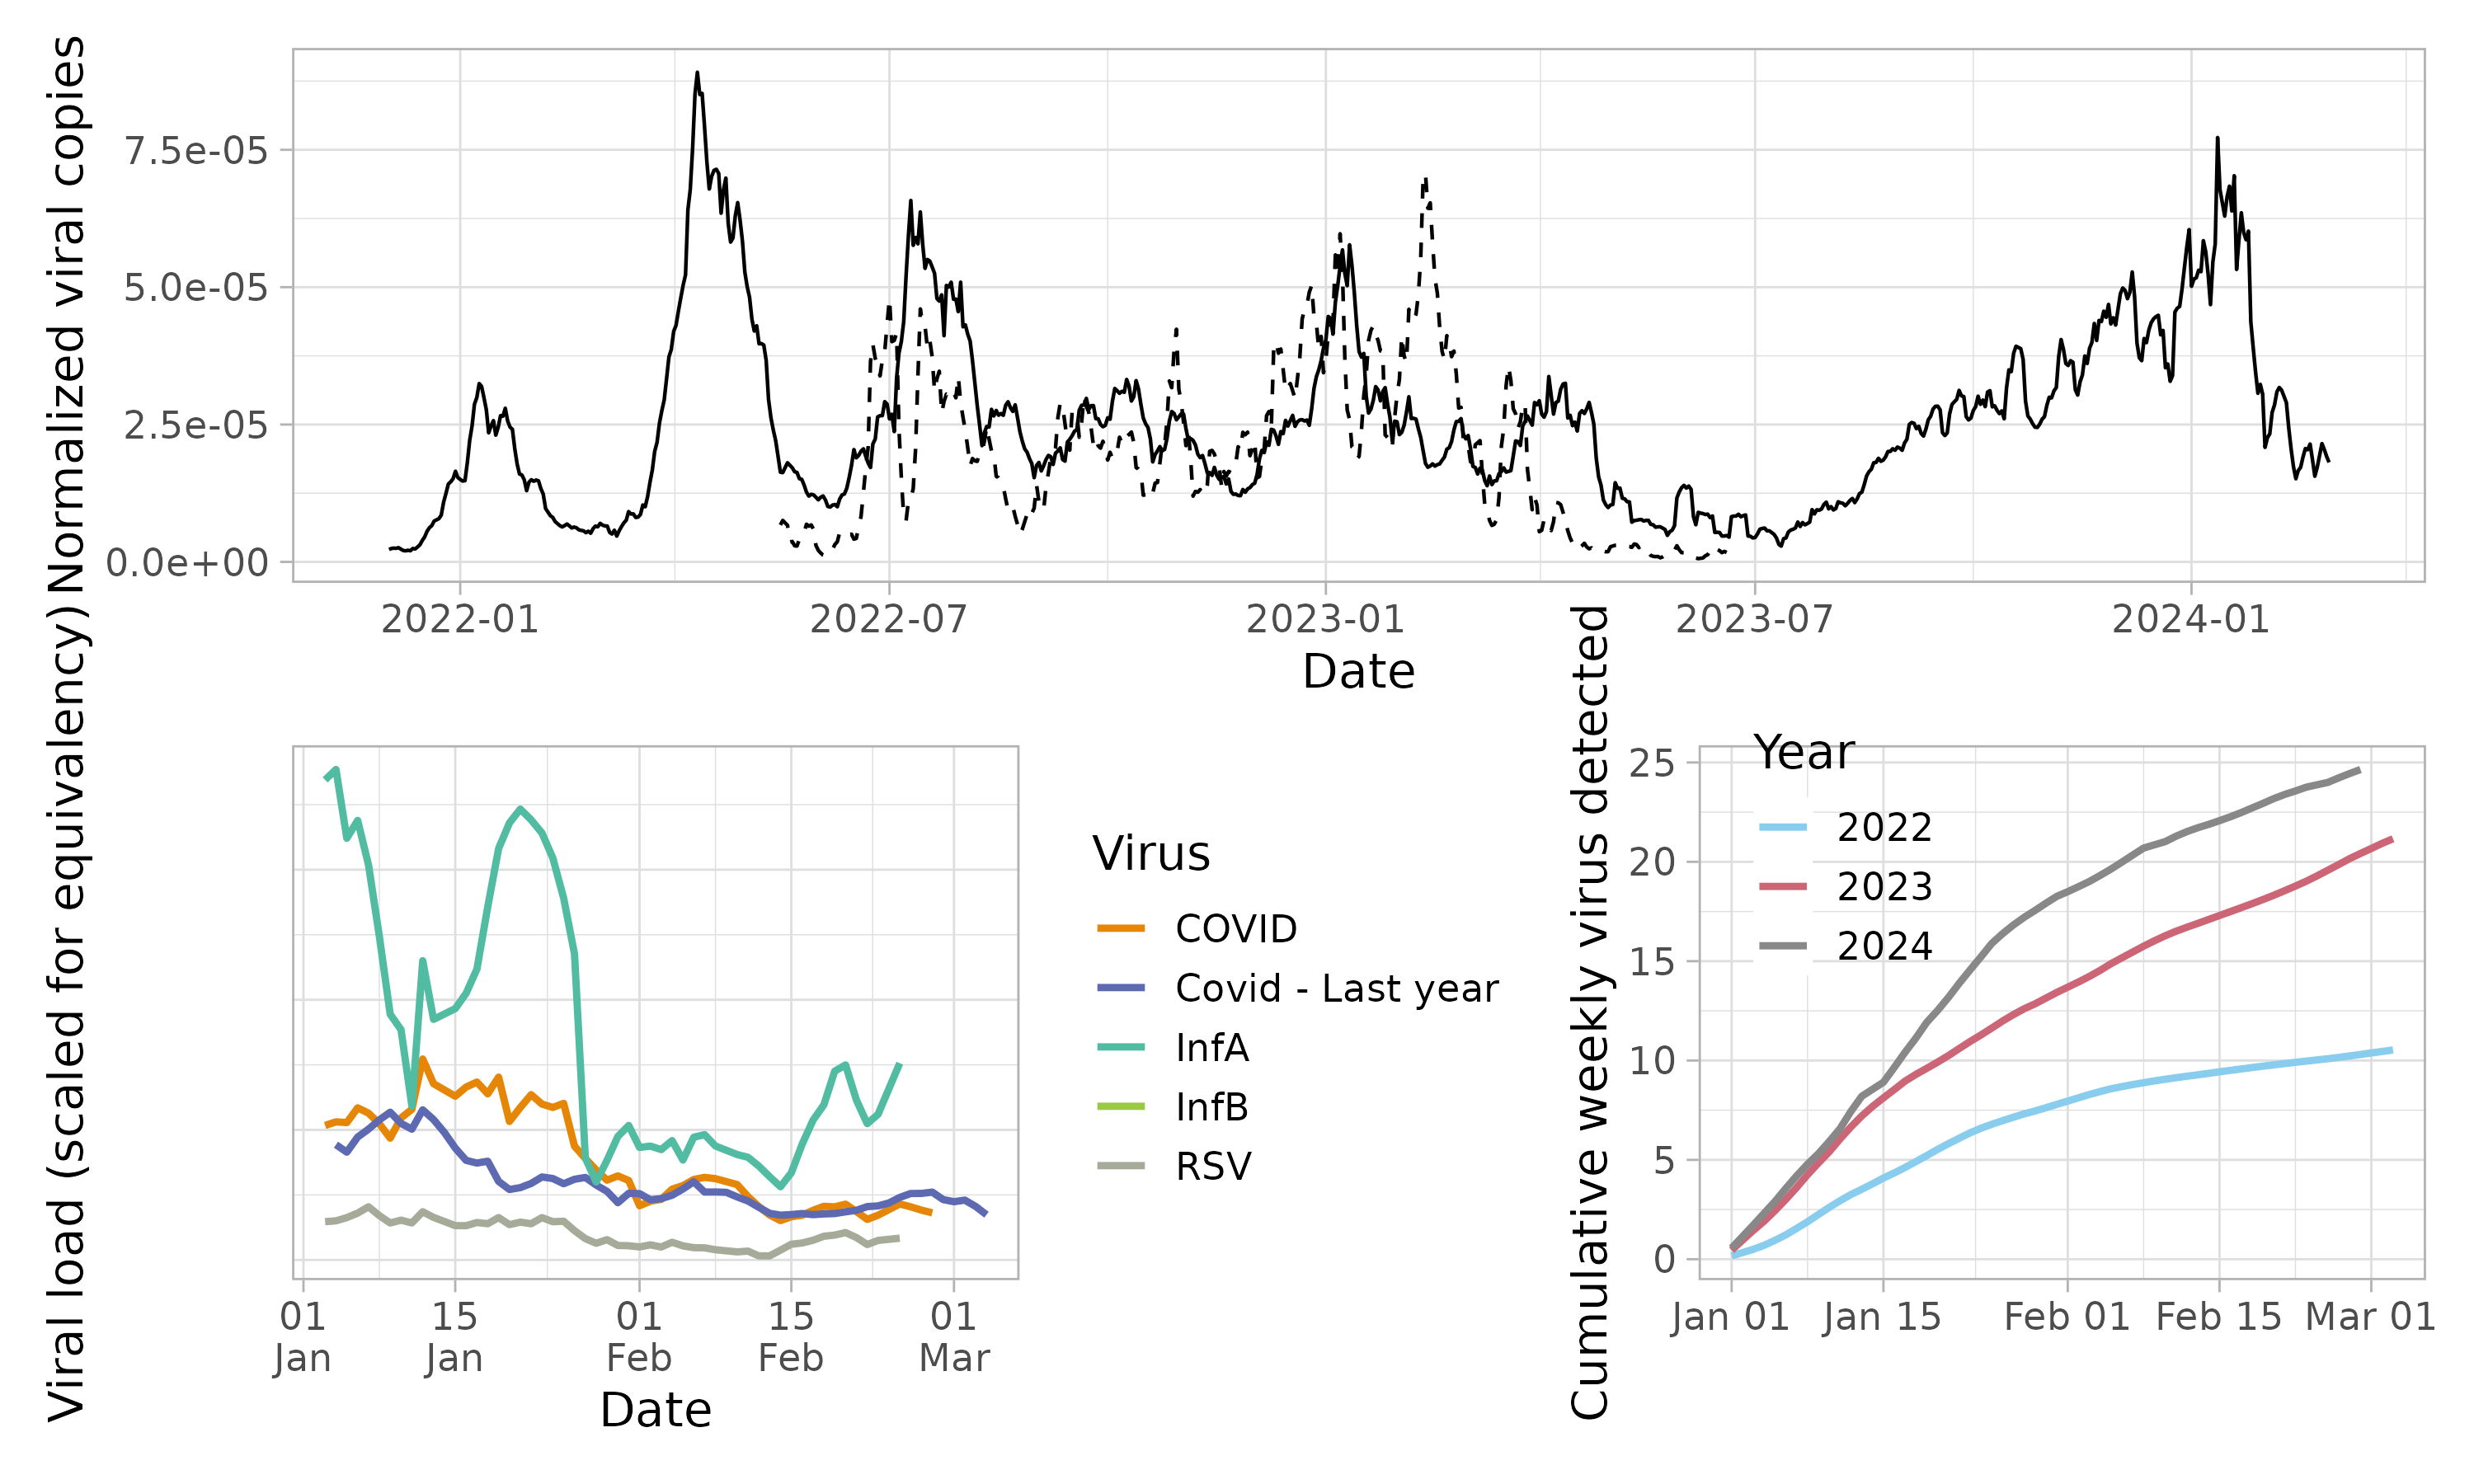 Normalized viral copies
7.5e-05
5.0e-05
2.5e-05
0.0e+00
2022-01
2022-07
2023-01
2023-07
2024-01
Date
Viral load (scaled for equivalency)
01
Jan
15
Jan
01
Feb
15
Feb
01
Mar
Date
Virus
COVID
Covid - Last year
InfA
InfB
RSV
Cumulative weekly virus detected
25
20
15
10
5
0
Year
2022
2023
2024
Jan 01
Jan 15
Feb 01
Feb 15
Mar 01